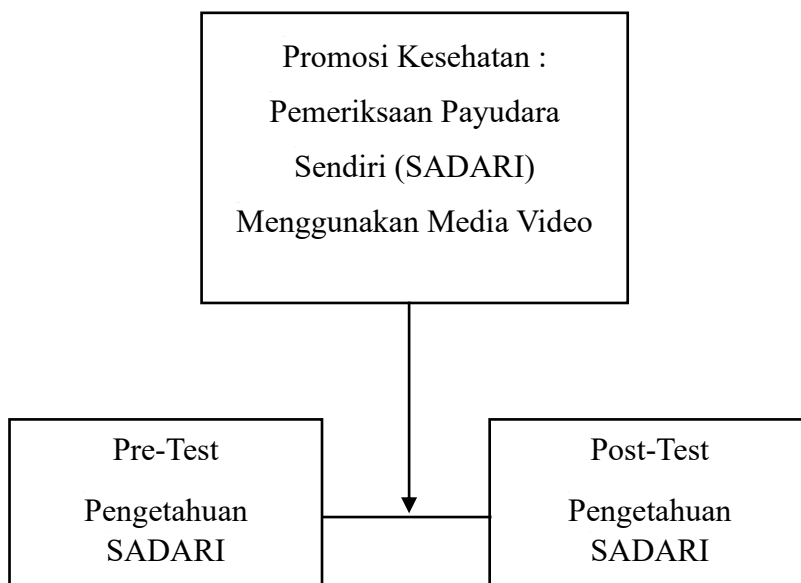 Promosi Kesehatan :
Pemeriksaan Payudara
Sendiri (SADARI)
Menggunakan Media Video
Pre-Test
Pengetahuan
SADARI
Post-Test
Pengetahuan
SADARI